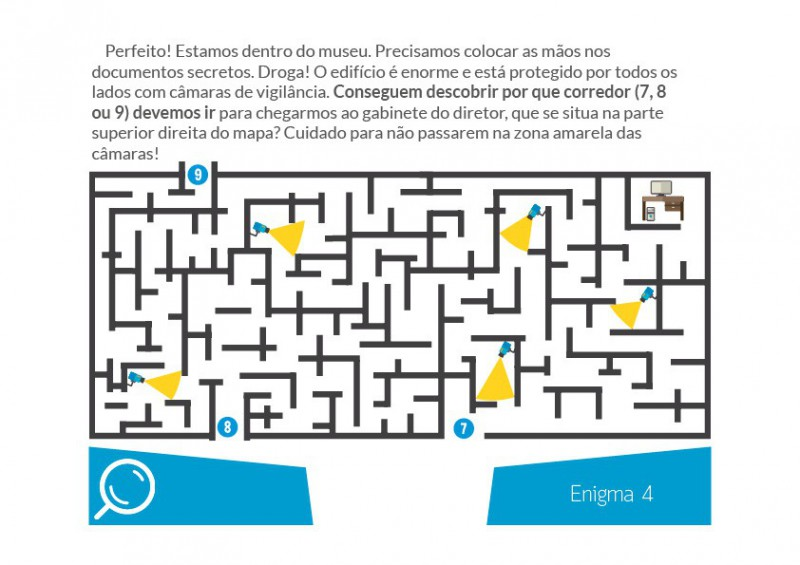 Perfeito! Estamos dentro do museu. Precisamos colocar as mãos nos
documentos secretos. Droga! O edifício é enorme e está protegido por todos os
lados com câmaras de vigilância. Conseguem descobrir por que corredor (7, 8
ou 9) devemos ir para chegarmos ao gabinete do diretor, que se situa na parte
superior direita do mapa? Cuidado para não passarem na zona amarela das
câmaras!
9
8
7
Enigma 4